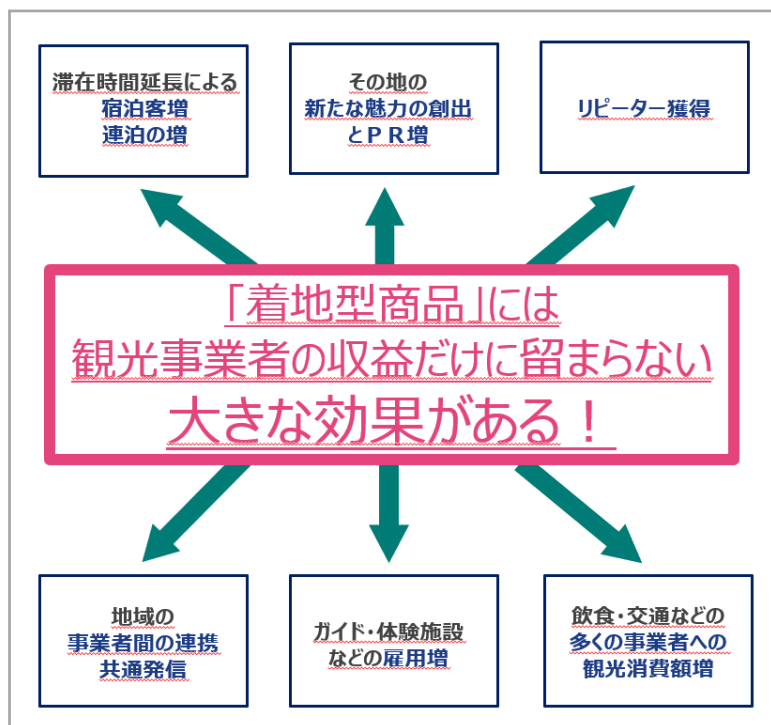 滞在時間延長による
宿泊客増
連泊の増
その地の
新たな魅力の創出
とＰＲ増
リピーター獲得
「着地型商品」には
観光事業者の収益だけに留まらない
大きな効果がある！
地域の
事業者間の連携
共通発信
ガイド・体験施設
などの雇用増
飲食・交通などの
多くの事業者への
観光消費額増